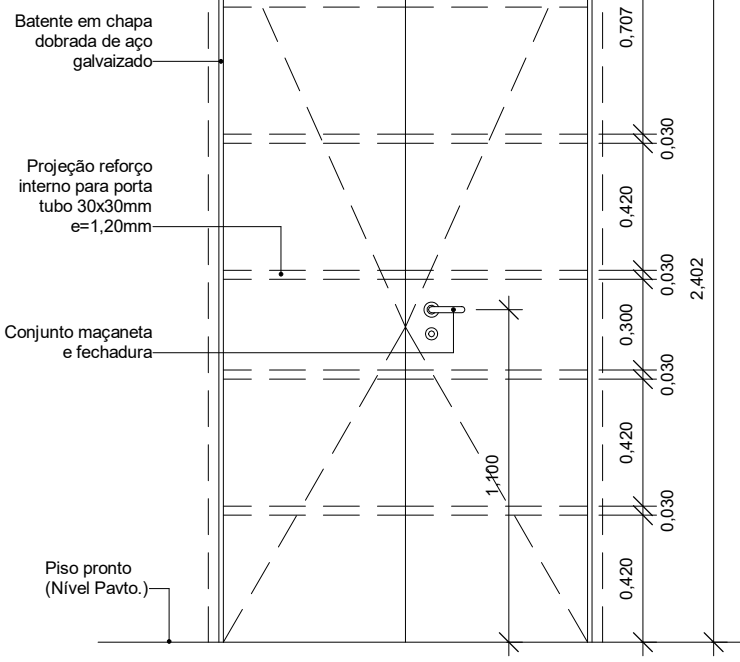 Batente em chapa
dobrada de aço
galvaizado
Projeção reforço
interno para porta
tubo 30x30mm
e=1,20mm
Conjunto maçaneta
e fechadura
Piso pronto
(Nível Pavto.)
1,100
0,707
0,030
0,420
0,030
0,300
0,030
0,420
0,030
0,420
2,402